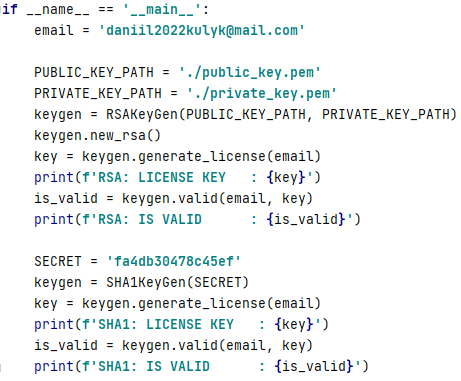 if __name__ == '__main__':
    email = 'daniil2022kulyk@mail.com'

    PUBLIC_KEY_PATH = './public_key.pem'
    PRIVATE_KEY_PATH = './private_key.pem'
    keygen = RSAKeyGen(PUBLIC_KEY_PATH, PRIVATE_KEY_PATH)
    keygen.new_rsa()
    key = keygen.generate_license(email)
    print(f'RSA: LICENSE KEY   : {key}')
    is_valid = keygen.valid(email, key)
    print(f'RSA: IS VALID      : {is_valid}')

    SECRET = 'fa4db30478c45ef'
    keygen = SHA1KeyGen(SECRET)
    key = keygen.generate_license(email)
    print(f'SHA1: LICENSE KEY   : {key}')
    is_valid = keygen.valid(email, key)
    print(f'SHA1: IS VALID      : {is_valid}')